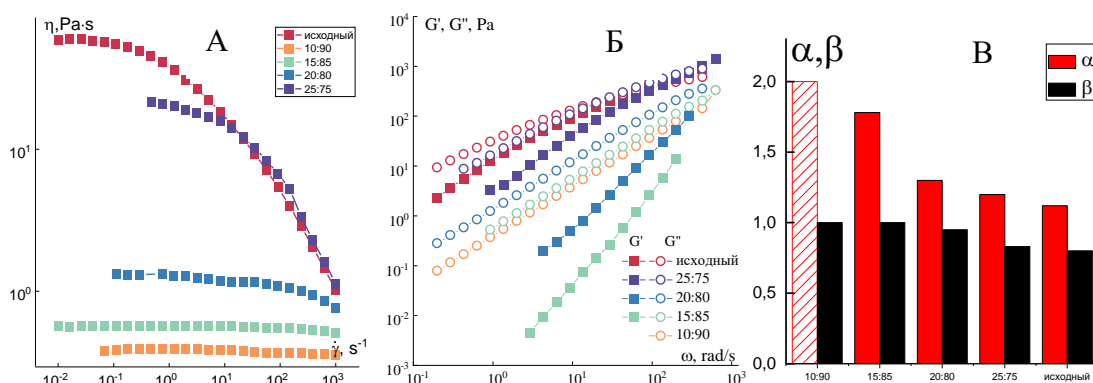 η,Pa·s
А
исходный
10:90
15:85
20:80
25:75
10¹
10⁰
γ̇, s⁻¹
10⁻² 10⁻¹ 10⁰ 10¹ 10² 10³
G', G'', Pa
Б
10⁴
10³
10²
10¹
10⁰
10⁻¹
10⁻²
10⁻³
G' G''
исходный
25:75
20:80
15:85
10:90
ω, rad/s
10⁻¹ 10⁰ 10¹ 10² 10³
α,β
В
α
β
2,0
1,5
1,0
0,5
0,0
10:90 15:85 20:80 25:75 исходный